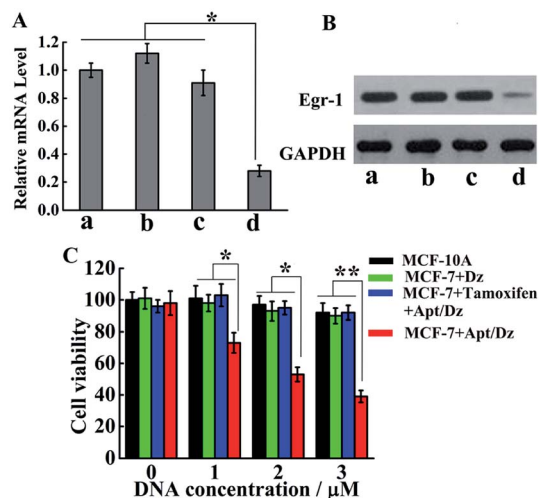 A
*
Relative mRNA Level
1.2
1.0
0.8
0.6
0.4
0.2
0.0
a b c d
B
Egr-1
GAPDH
a b c d
C
MCF-10A
MCF-7+Dz
MCF-7+Tamoxifen
+Apt/Dz
MCF-7+Apt/Dz
* * **
Cell viability
120
100
80
60
40
20
0
0 1 2 3
DNA concentration / μM